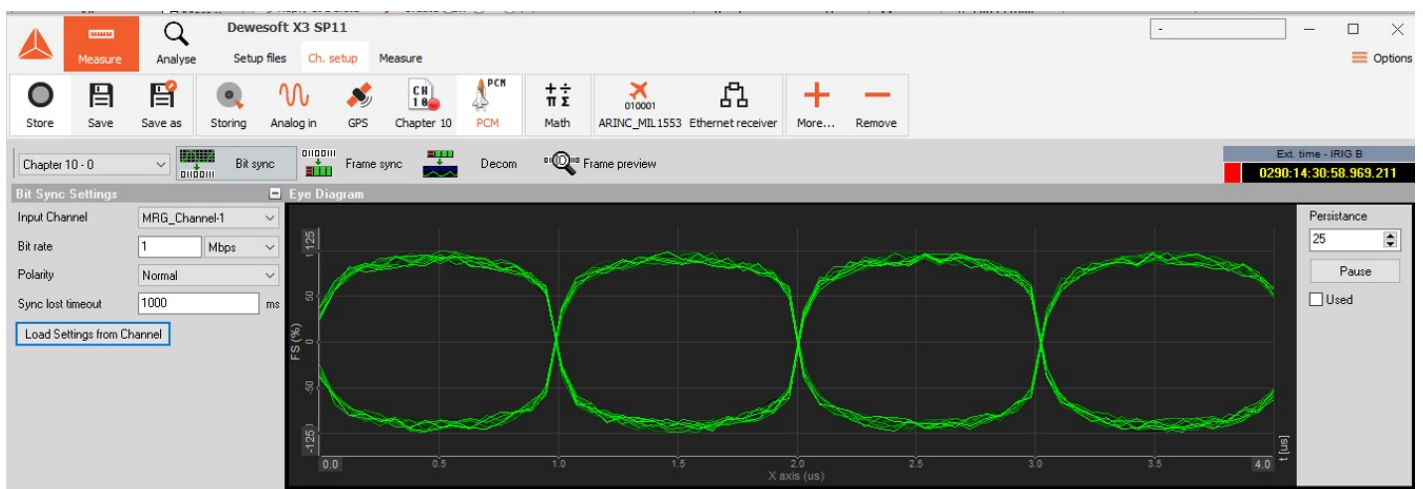 Dewesoft X3 SP11
-
Measure
Analyse
Setup files
Ch. setup
Measure
Options
Store
Save
Save as
Storing
Analog in
GPS
CH
10
Chapter 10
PCM
PCM
+ ÷
π Σ
Math
010001
ARINC_MIL1553
Ethernet receiver
More...
Remove
Chapter 10 - 0
Bit sync
Frame sync
Decom
Frame preview
Ext. time - IRIG B
0290:14:30:58.969.211
Bit Sync Settings
Input Channel
MRG_Channel-1
Bit rate
1
Mbps
Polarity
Normal
Sync lost timeout
1000
ms
Load Settings from Channel
Eye Diagram
125
50
0
-50
-125
FS (%)
0.0
0.5
1.0
1.5
2.0
2.5
3.0
3.5
4.0
X axis (us)
t [us]
Persistance
25
Pause
Used